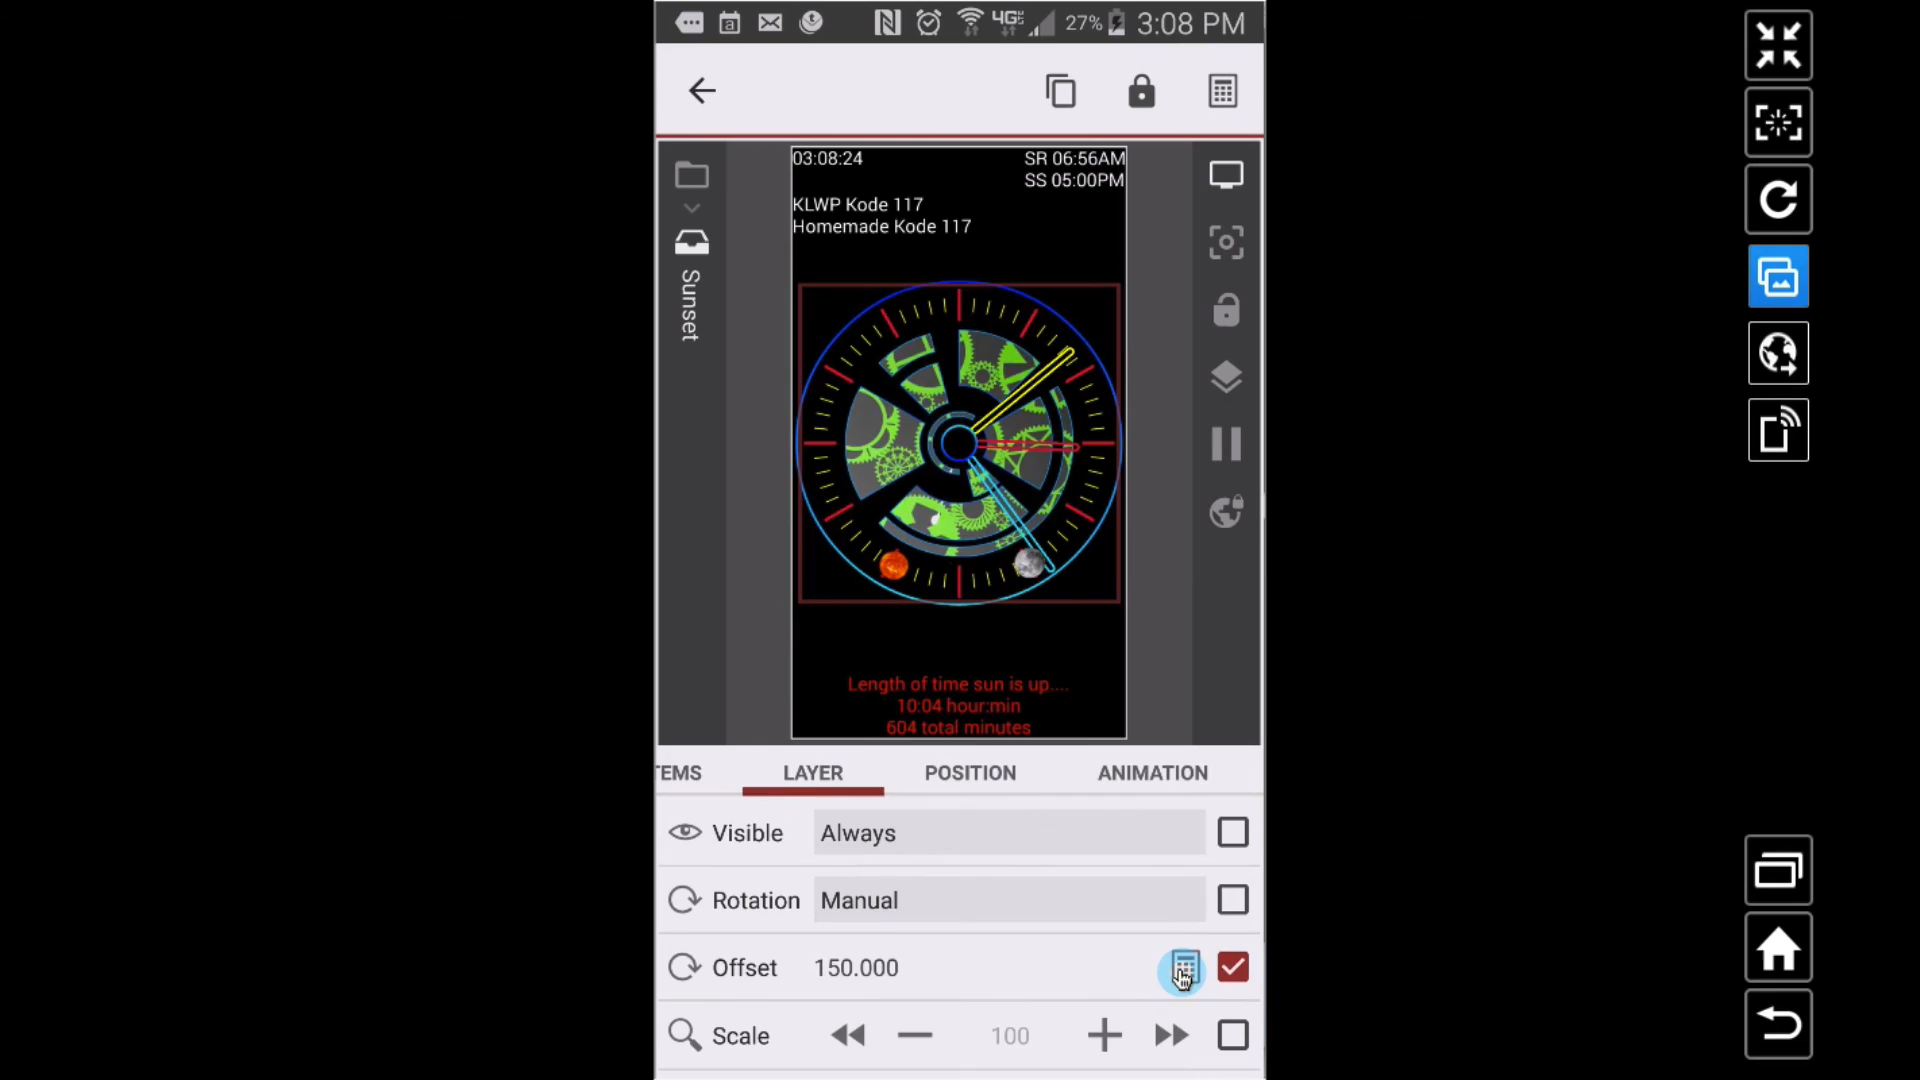 4G 27% 3:08 PM
03:08:24
SR 06:56AM
SS 05:00PM
KLWP Kode 117
Homemade Kode 117
Sunset
Length of time sun is up....
10:04 hour:min
604 total minutes
TEMS LAYER POSITION ANIMATION
Visible Always
Rotation Manual
Offset 150.000
Scale 100